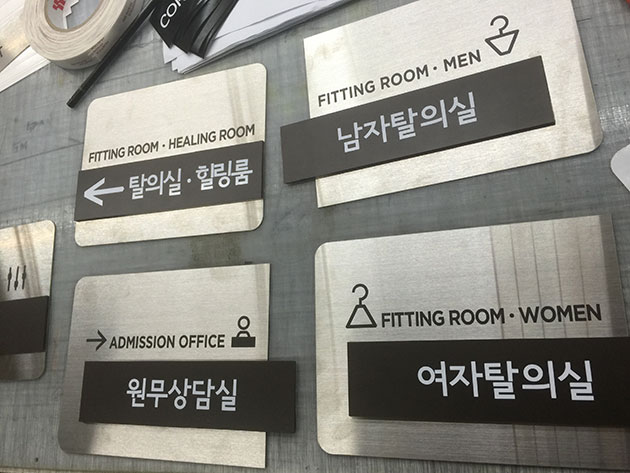 COR
FITTING ROOM · MEN
남자탈의실
FITTING ROOM · HEALING ROOM
← 탈의실 · 힐링룸
→ ADMISSION OFFICE
원무상담실
FITTING ROOM · WOMEN
여자탈의실